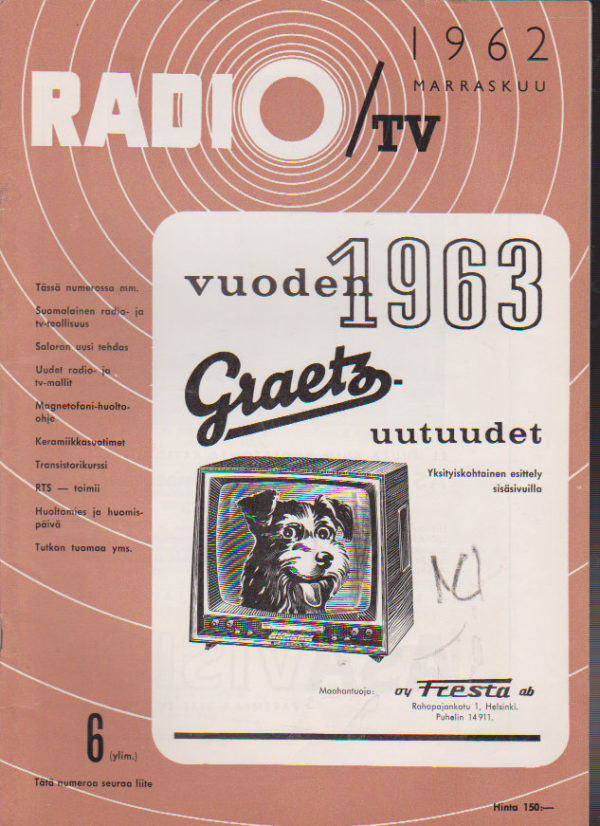 1962
MARRASKUU
RADIO/TV
Tässä numerossa mm.
Suomalainen radio- ja
tv-teollisuus
Saloran uusi tehdas
Uudet radio- ja
tv-mallit
Magnetofoni-huolto-
ohje
Keramiikkasuotimet
Transistorikurssi
RTS — toimii
Huoltomies ja huomis-
päivä
Tutkan tuomaa yms.
6 (ylim.)
Tätä numeroa seuraa liite
vuoden 1963
Graetz-
uutuudet
Yksityiskohtainen esittely
sisäsivuilla
Maahantuoja: oy Fresta ab
Rahapajankatu 1, Helsinki.
Puhelin 14 911.
Hinta 150:—